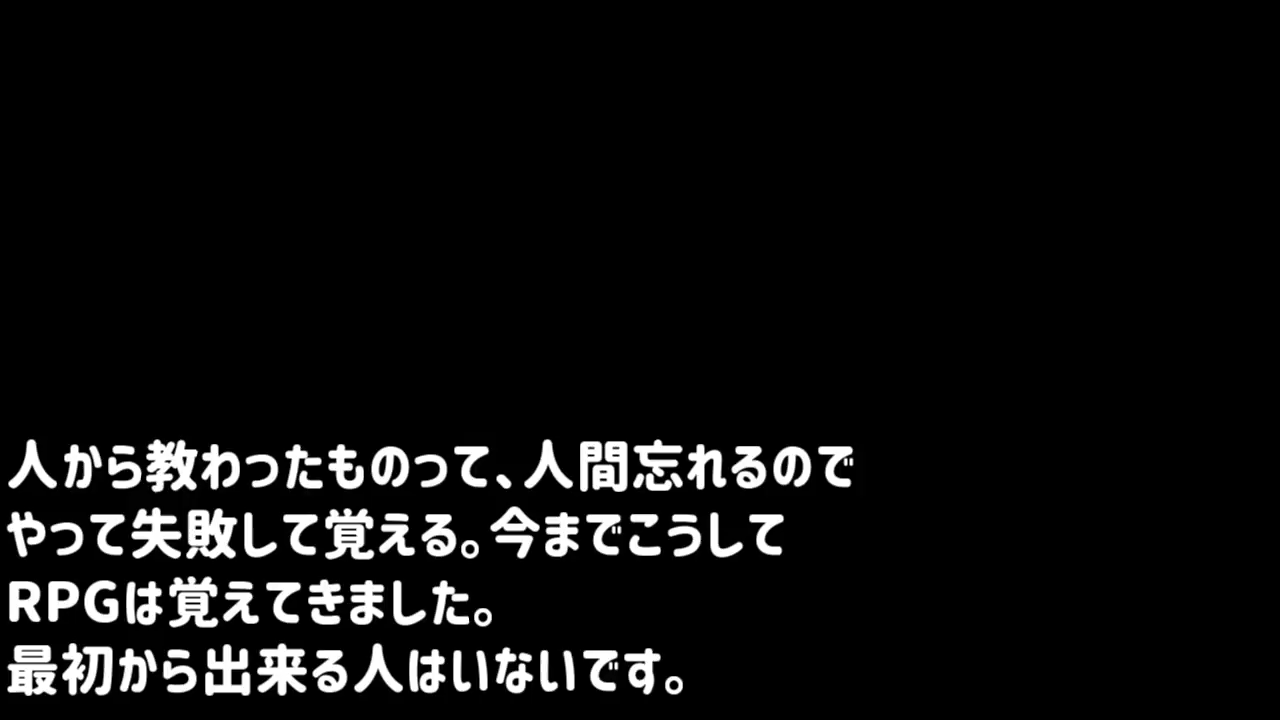 人から教わったものって、人間忘れるので
やって失敗して覚える。今までこうして
RPGは覚えてきました。
最初から出来る人はいないです。